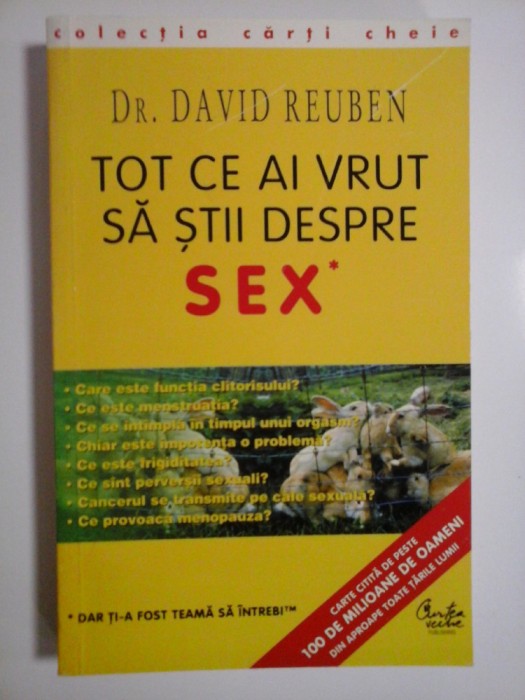 colecția cărți cheie
DR. DAVID REUBEN
TOT CE AI VRUT
SĂ ȘTII DESPRE
SEX*
• Care este funcția clitorisului?
• Ce este menstruația?
• Ce se întîmplă în timpul unui orgasm?
• Chiar este impotența o problemă?
• Ce este frigiditatea?
• Ce sînt perversii sexuali?
• Cancerul se transmite pe cale sexuală?
• Ce provoacă menopauza?
* DAR ȚI-A FOST TEAMĂ SĂ ÎNTREBI™
CARTE CITITĂ DE PESTE
100 DE MILIOANE DE OAMENI
DIN APROAPE TOATE ȚĂRILE LUMII
Curtea
veche
PUBLISHING